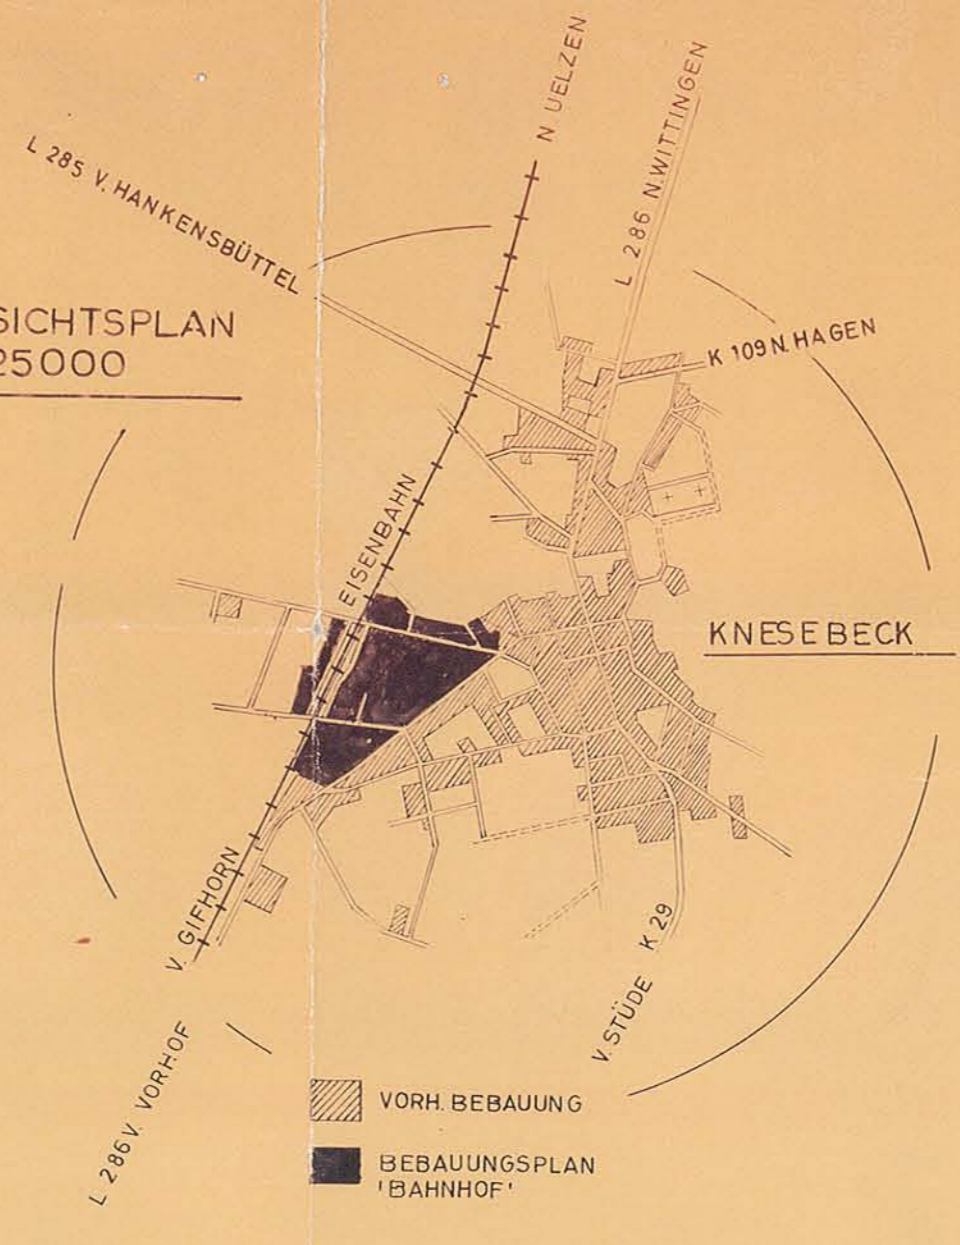 N. UELZEN
L 286 N. WITTINGEN
L 285 V. HANKENSBÜTTEL
SICHTSPLAN
25000
K 109 N. HAGEN
EISENBAHN
KNESEBECK
V. GIFHORN
V. STÜDE K 29
L 286 V. VORHOF
VORH. BEBAUUNG
BEBAUUNGSPLAN
'BAHNHOF'